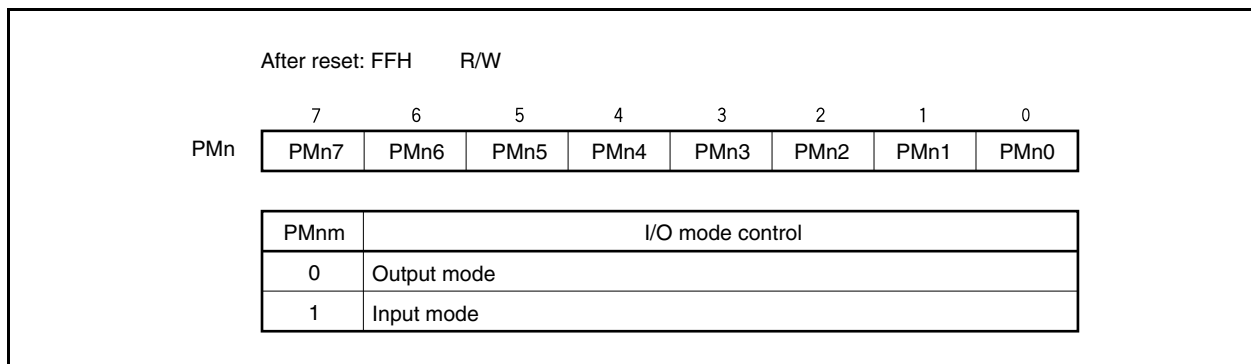 After reset: FFH R/W
7 6 5 4 3 2 1 0
PMn PMn7 PMn6 PMn5 PMn4 PMn3 PMn2 PMn1 PMn0
PMnm I/O mode control
0 Output mode
1 Input mode